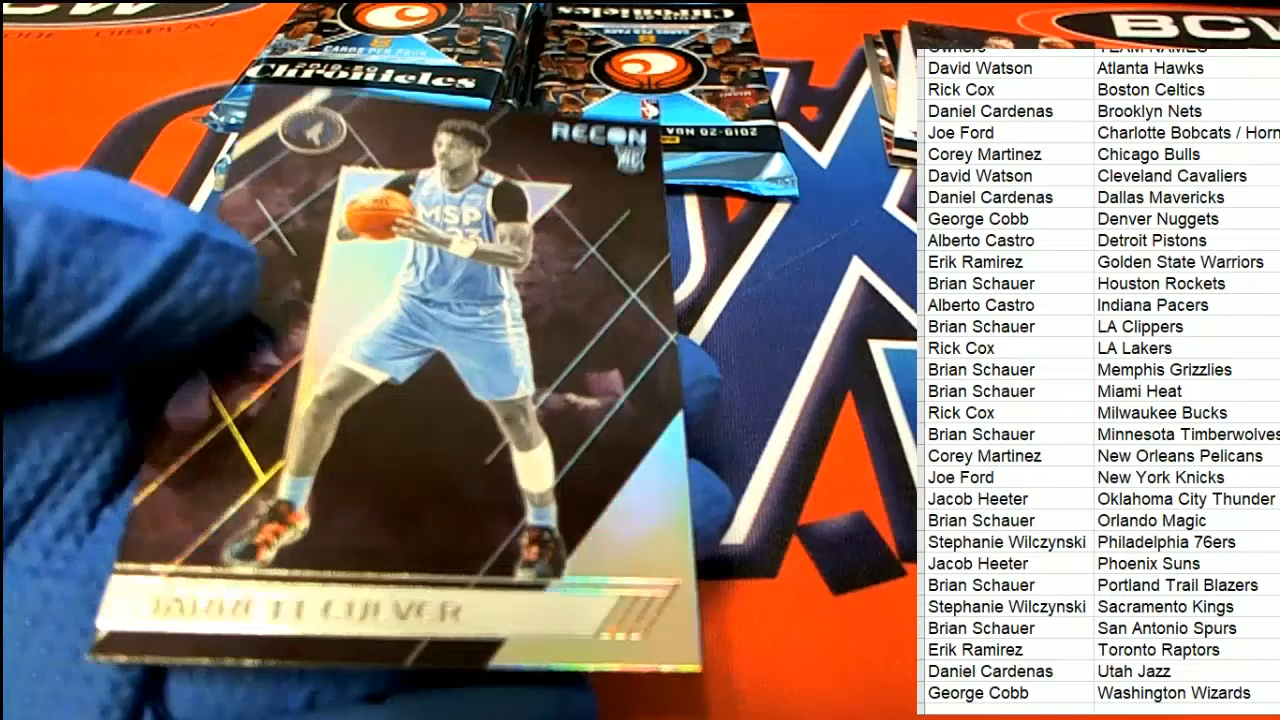 BCW
DISPLAY
CARDS PER PACK
2019-20
Chronicles
Chronicles
2019-20 NBA
RECON
RC
MSP
23
JARRETT CULVER
Owners TEAM NAMES
David Watson Atlanta Hawks
Rick Cox Boston Celtics
Daniel Cardenas Brooklyn Nets
Joe Ford Charlotte Bobcats / Horn
Corey Martinez Chicago Bulls
David Watson Cleveland Cavaliers
Daniel Cardenas Dallas Mavericks
George Cobb Denver Nuggets
Alberto Castro Detroit Pistons
Erik Ramirez Golden State Warriors
Brian Schauer Houston Rockets
Alberto Castro Indiana Pacers
Brian Schauer LA Clippers
Rick Cox LA Lakers
Brian Schauer Memphis Grizzlies
Brian Schauer Miami Heat
Rick Cox Milwaukee Bucks
Brian Schauer Minnesota Timberwolves
Corey Martinez New Orleans Pelicans
Joe Ford New York Knicks
Jacob Heeter Oklahoma City Thunder
Brian Schauer Orlando Magic
Stephanie Wilczynski Philadelphia 76ers
Jacob Heeter Phoenix Suns
Brian Schauer Portland Trail Blazers
Stephanie Wilczynski Sacramento Kings
Brian Schauer San Antonio Spurs
Erik Ramirez Toronto Raptors
Daniel Cardenas Utah Jazz
George Cobb Washington Wizards